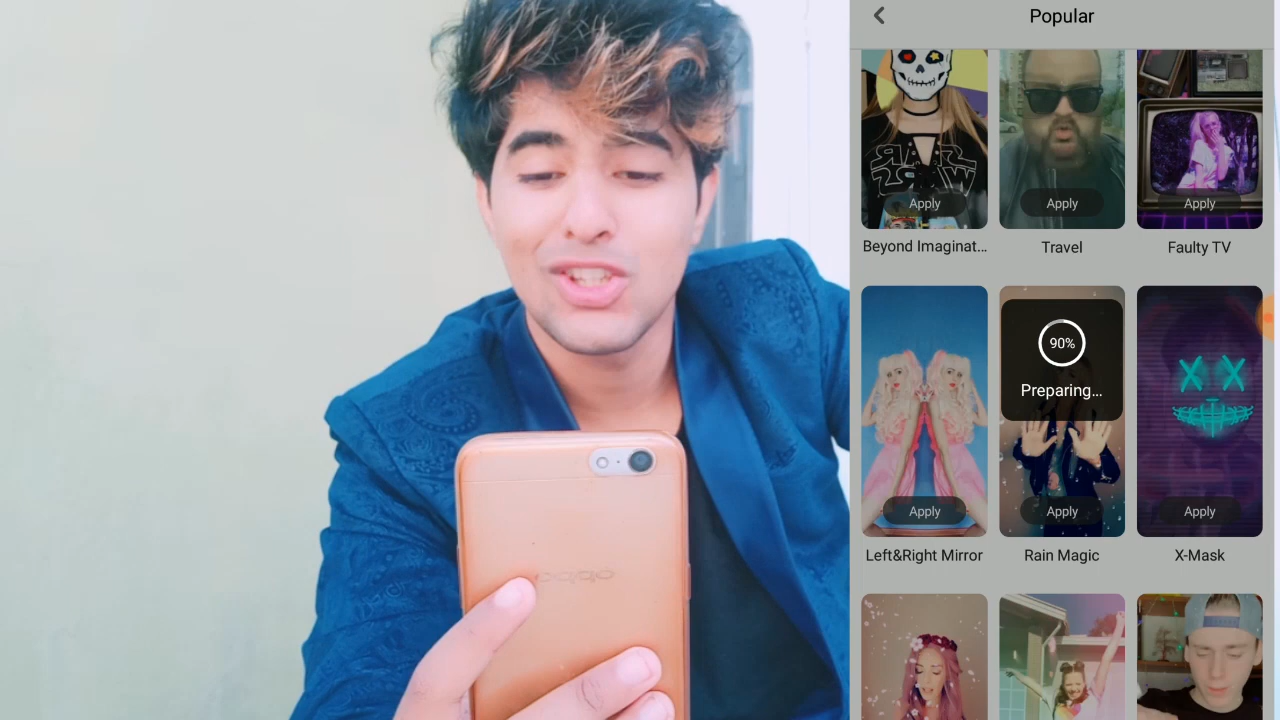 Popular
Apply
Apply
Apply
Beyond Imaginat...
Travel
Faulty TV
90%
Preparing...
Apply
Apply
Apply
Left&Right Mirror
Rain Magic
X-Mask
oppo